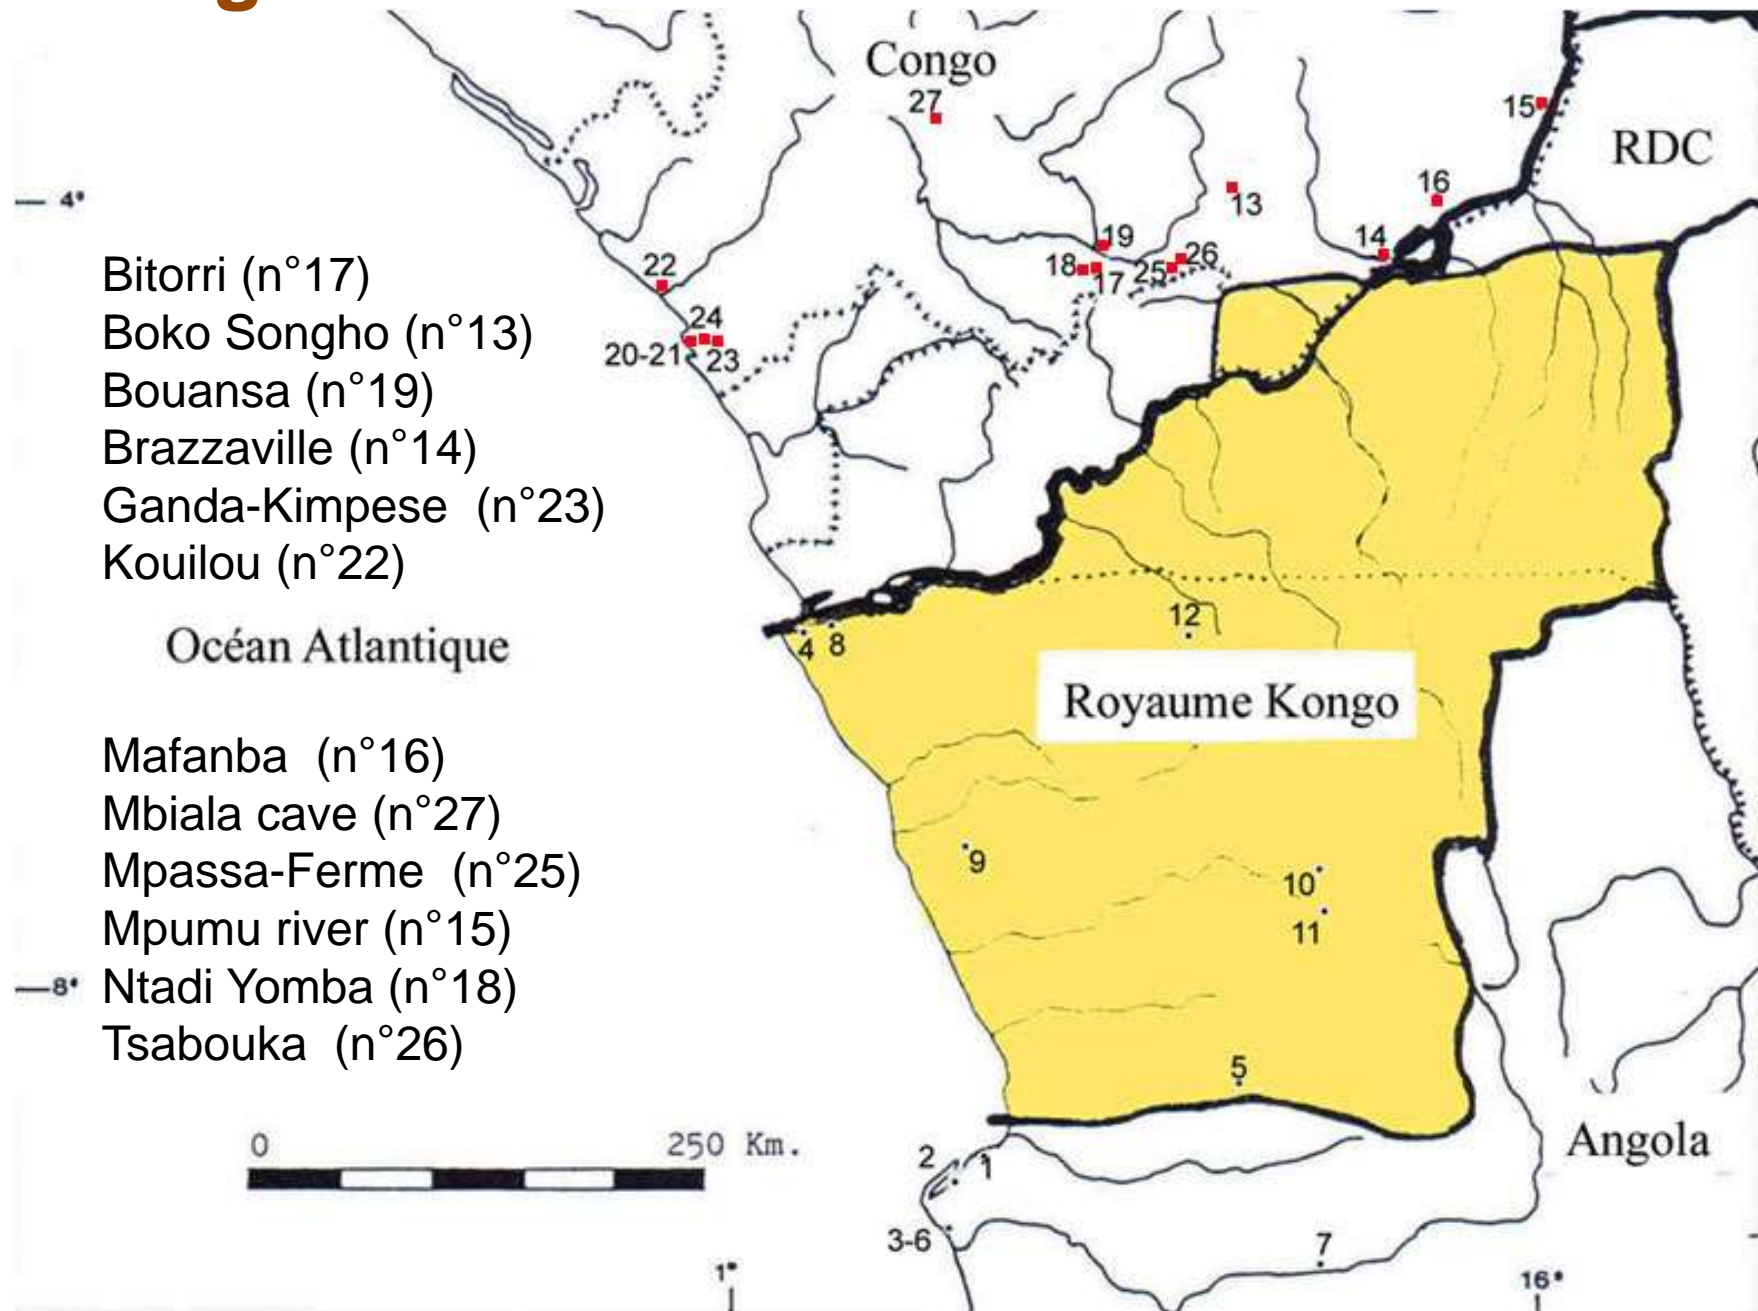 Congo
27
15
RDC
4°
16
13
19
14
26
18
25
22
17
Bitorri (n°17)
Boko Songho (n°13)
24
20-21
23
Bouansa (n°19)
Brazzaville (n°14)
Ganda-Kimpese (n°23)
Kouilou (n°22)
12
4 8
Océan Atlantique
Royaume Kongo
Mafanba (n°16)
Mbiala cave (n°27)
9
10
Mpassa-Ferme (n°25)
11
Mpumu river (n°15)
8°
Ntadi Yomba (n°18)
Tsabouka (n°26)
5
0 250 Km.
Angola
2
1
3-6
7
1°
16°